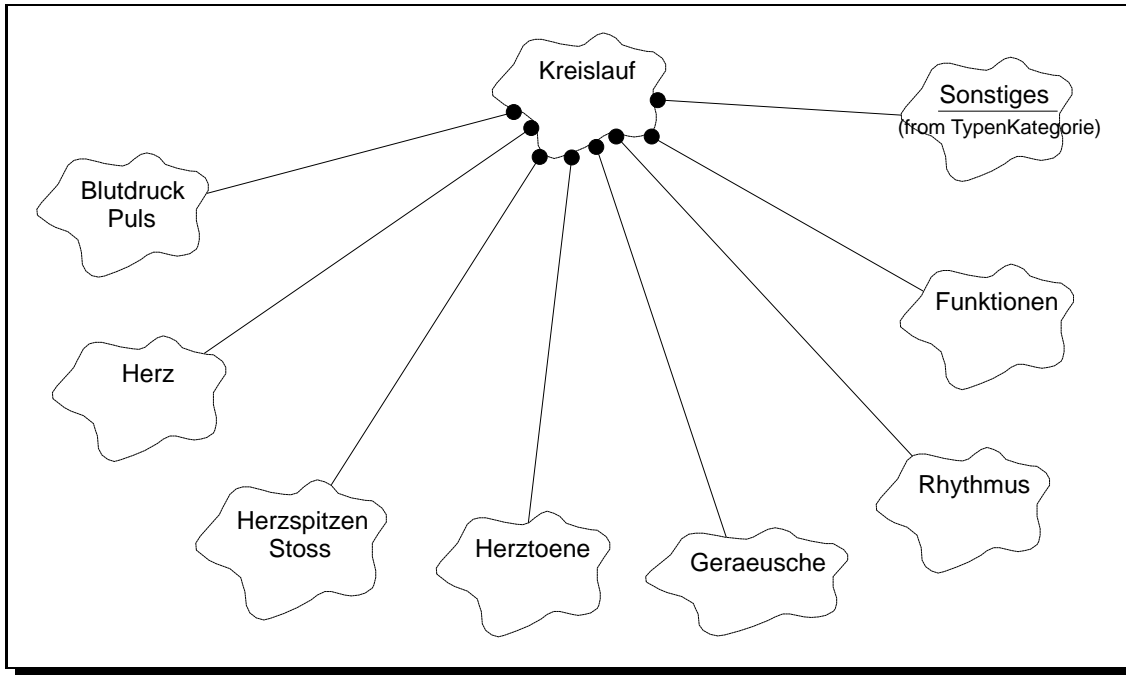 Kreislauf
Sonstiges
(from TypenKategorie)
Blutdruck
Puls
Funktionen
Herz
Rhythmus
Herzspitzen
Stoss
Herztoene
Geraeusche